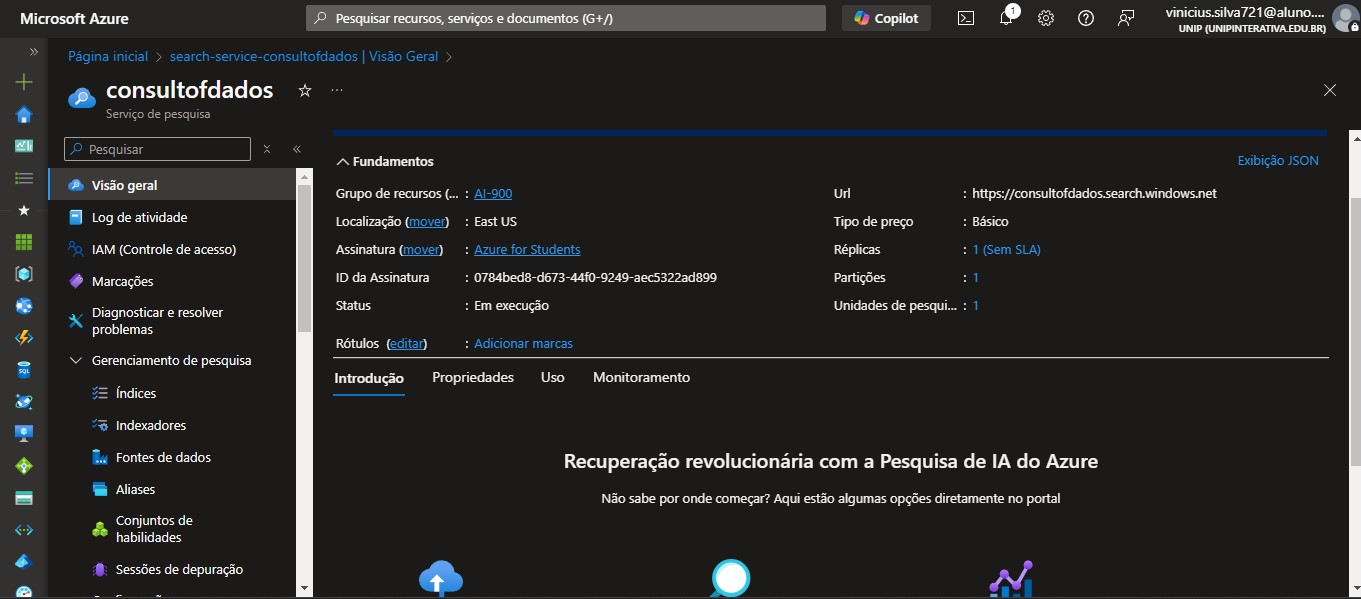 Microsoft Azure
Pesquisar recursos, serviços e documentos (G+/)
Copilot
1
vinicius.silva721@aluno....
UNIP (UNIPINTERATIVA.EDU.BR)
Página inicial > search-service-consultofdados | Visão Geral >
consultofdados
Serviço de pesquisa
Pesquisar
Visão geral
Log de atividade
IAM (Controle de acesso)
Marcações
Diagnosticar e resolver
problemas
Gerenciamento de pesquisa
Índices
Indexadores
Fontes de dados
Aliases
Conjuntos de
habilidades
Sessões de depuração
Fundamentos
Exibição JSON
Grupo de recursos (... : AI-900
Localização (mover) : East US
Assinatura (mover) : Azure for Students
ID da Assinatura : 0784bed8-d673-44f0-9249-aec5322ad899
Status : Em execução
Url : https://consultofdados.search.windows.net
Tipo de preço : Básico
Réplicas : 1 (Sem SLA)
Partições : 1
Unidades de pesqui... : 1
Rótulos (editar) : Adicionar marcas
Introdução Propriedades Uso Monitoramento
Recuperação revolucionária com a Pesquisa de IA do Azure
Não sabe por onde começar? Aqui estão algumas opções diretamente no portal
SQL